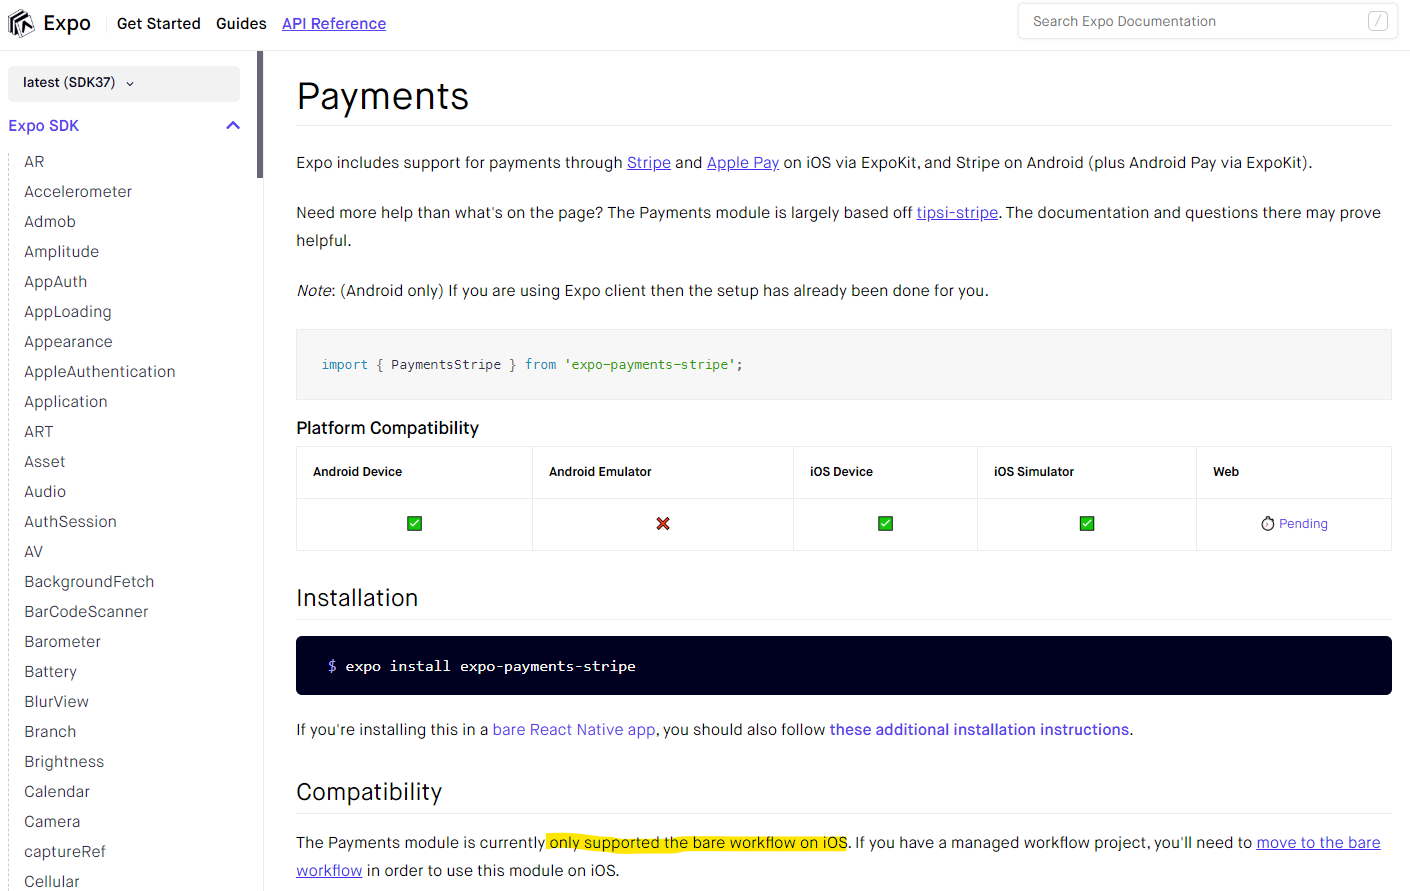 Expo
Get Started
Guides
API Reference
Search Expo Documentation
/
latest (SDK37)
Expo SDK
AR
Accelerometer
Admob
Amplitude
AppAuth
AppLoading
Appearance
AppleAuthentication
Application
ART
Asset
Audio
AuthSession
AV
BackgroundFetch
BarCodeScanner
Barometer
Battery
BlurView
Branch
Brightness
Calendar
Camera
captureRef
Cellular
Payments
Expo includes support for payments through Stripe and Apple Pay on iOS via ExpoKit, and Stripe on Android (plus Android Pay via ExpoKit).
Need more help than what's on the page? The Payments module is largely based off tipsi-stripe. The documentation and questions there may prove
helpful.
Note: (Android only) If you are using Expo client then the setup has already been done for you.
import { PaymentsStripe } from 'expo-payments-stripe';
Platform Compatibility
Android Device
Android Emulator
iOS Device
iOS Simulator
Web
Pending
Installation
$ expo install expo-payments-stripe
If you're installing this in a bare React Native app, you should also follow these additional installation instructions.
Compatibility
The Payments module is currently only supported the bare workflow on iOS. If you have a managed workflow project, you'll need to move to the bare
workflow in order to use this module on iOS.